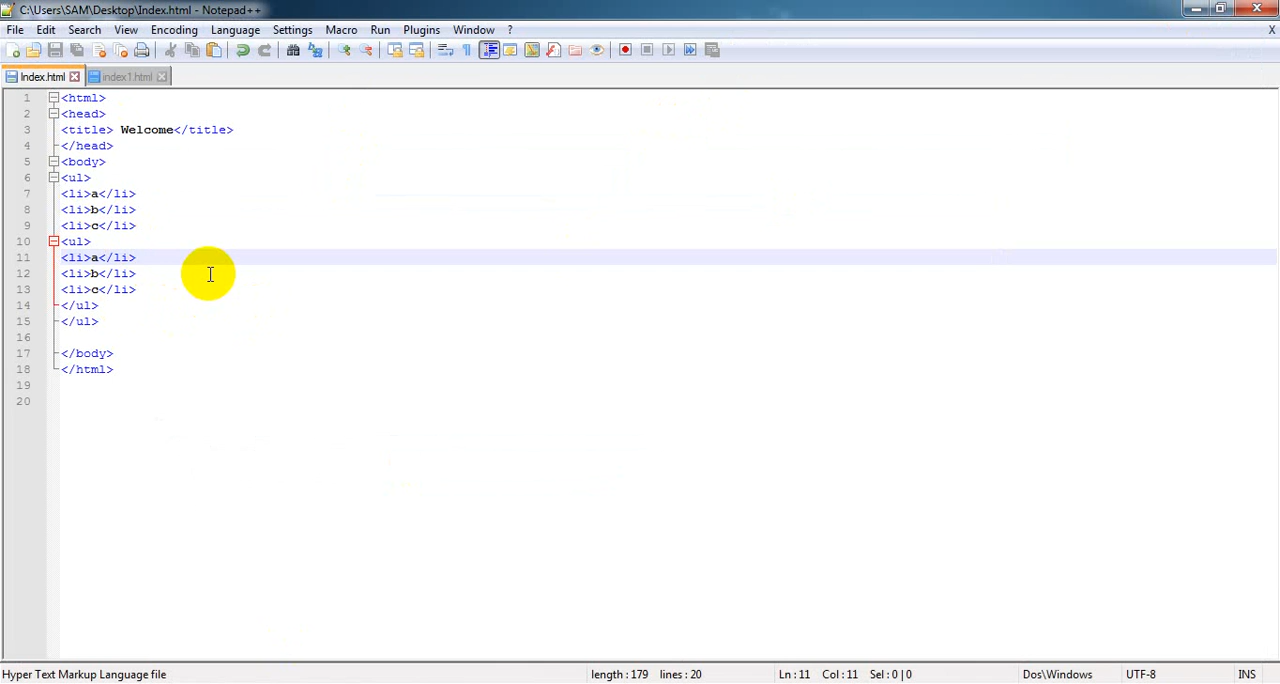 C:\Users\SAM\Desktop\Index.html - Notepad++
File Edit Search View Encoding Language Settings Macro Run Plugins Window ? X
Index.html index1.html
1 <html>
2 <head>
3 <title> Welcome</title>
4 </head>
5 <body>
6 <ul>
7 <li>a</li>
8 <li>b</li>
9 <li>c</li>
10 <ul>
11 <li>a</li>
12 <li>b</li>
13 <li>c</li>
14 </ul>
15 </ul>
16
17 </body>
18 </html>
19
20
Hyper Text Markup Language file length : 179 lines : 20 Ln : 11 Col : 11 Sel : 0 | 0 Dos\Windows UTF-8 INS